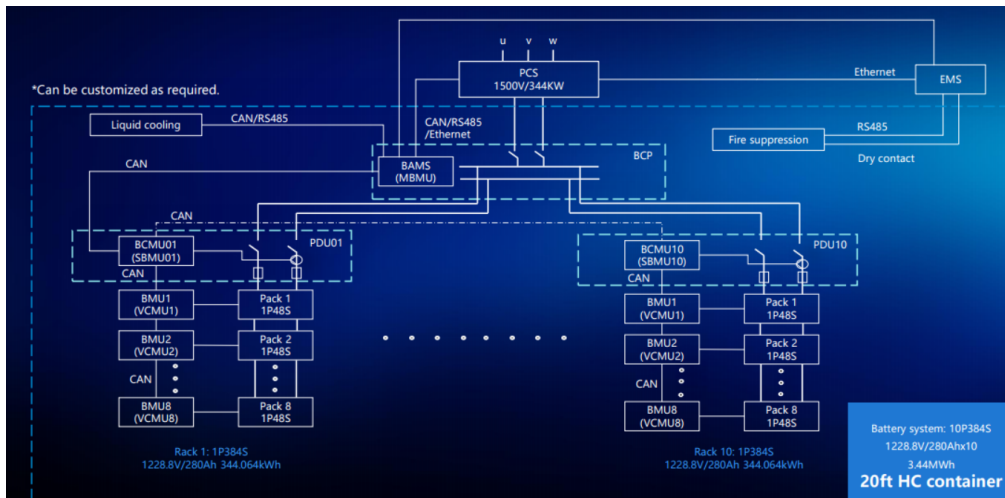 u v w
PCS
1500V/344KW
Ethernet
EMS
*Can be customized as required.
Liquid cooling
CAN/RS485
CAN/RS485
/Ethernet
RS485
Fire suppression
Dry contact
BCP
BAMS
(MBMU)
CAN
CAN
BCMU01
(SBMU01)
PDU01
CAN
BMU1
(VCMU1)
Pack 1
1P48S
BMU2
(VCMU2)
Pack 2
1P48S
CAN
BMU8
(VCMU8)
Pack 8
1P48S
Rack 1: 1P384S
1228.8V/280Ah 344.064kWh
BCMU10
(SBMU10)
PDU10
CAN
BMU1
(VCMU1)
Pack 1
1P48S
BMU2
(VCMU2)
Pack 2
1P48S
CAN
BMU8
(VCMU8)
Pack 8
1P48S
Rack 10: 1P384S
1228.8V/280Ah 344.064kWh
Battery system: 10P384S
1228.8V/280Ahx10
3.44MWh
20ft HC container